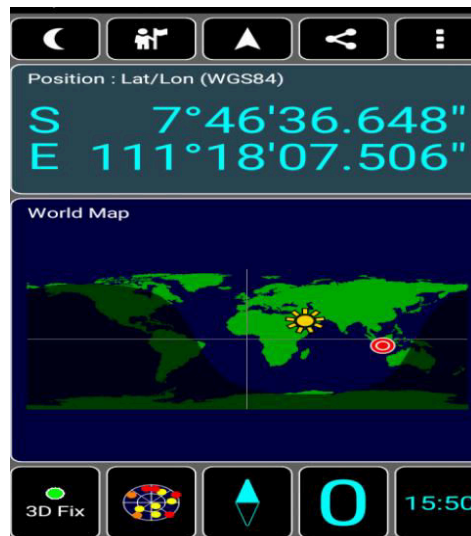 Position : Lat/Lon (WGS84)
S 7°46'36.648"
E 111°18'07.506"
World Map
3D Fix
0
15:50